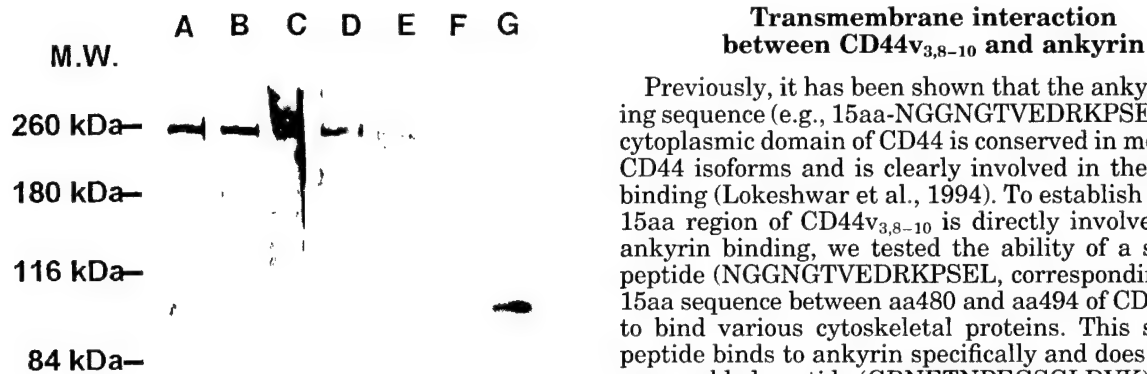 A B C D E F G
M.W.
260 kDa–
180 kDa–
116 kDa–
84 kDa–
Transmembrane interaction
between CD44v3,8–10 and ankyrin
Previously, it has been shown that the anky
ing sequence (e.g., 15aa-NGGNGTVEDRKPSE
cytoplasmic domain of CD44 is conserved in m
CD44 isoforms and is clearly involved in the
binding (Lokeshwar et al., 1994). To establish
15aa region of CD44v3,8–10 is directly involve
ankyrin binding, we tested the ability of a s
peptide (NGGNGTVEDRKPSEL, correspondi
15aa sequence between aa480 and aa494 of CD
to bind various cytoskeletal proteins. This s
peptide binds to ankyrin specifically and does